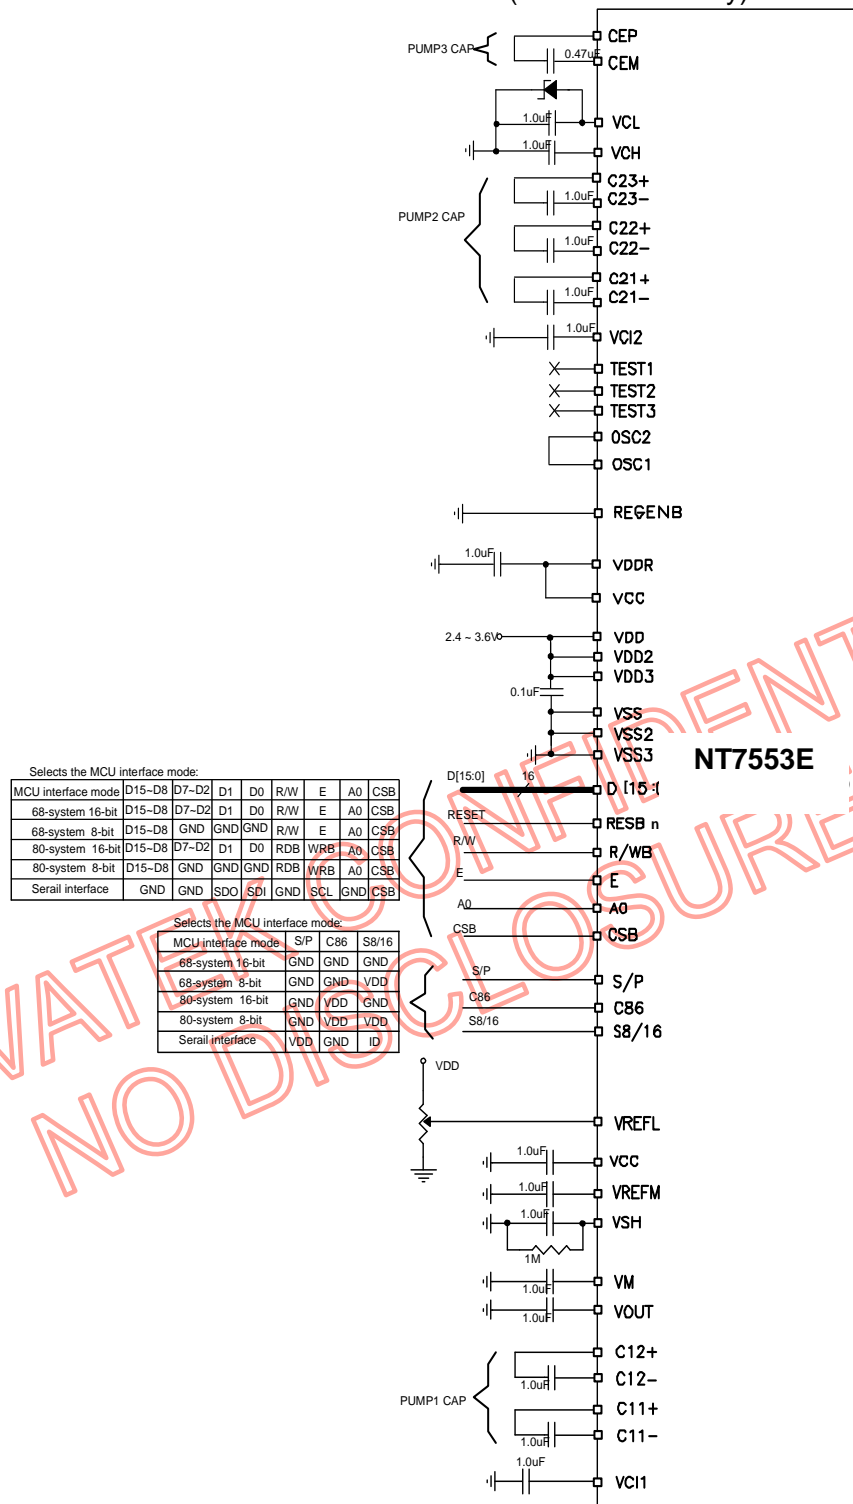 PUMP3 CAP
CEP
0.47uF
CEM
1.0uF
VCL
1.0uF
VCH
C23+
1.0uF
C23-
PUMP2 CAP
C22+
1.0uF
C22-
C21+
1.0uF
C21-
1.0uF
VCI2
TEST1
TEST2
TEST3
OSC2
OSC1
REGENB
1.0uF
VDDR
VCC
2.4 ~ 3.6V
VDD
VDD2
VDD3
0.1uF
VSS
VSS2
VSS3
NT7553E
Selects the MCU interface mode:
MCU interface mode D15~D8 D7~D2 D1 D0 R/W E A0 CSB
68-system 16-bit D15~D8 D7~D2 D1 D0 R/W E A0 CSB
68-system 8-bit D15~D8 GND GND GND R/W E A0 CSB
80-system 16-bit D15~D8 D7~D2 D1 D0 RDB WRB A0 CSB
80-system 8-bit D15~D8 GND GND GND RDB WRB A0 CSB
Serail interface GND GND SDO SDI GND SCL GND CSB
D[15:0] 16 D [15:(
RESET RESB n
R/W R/WB
E E
A0 A0
CSB CSB
Selects the MCU interface mode:
MCU interface mode S/P C86 S8/16
68-system 16-bit GND GND GND
68-system 8-bit GND GND VDD
80-system 16-bit GND VDD GND
80-system 8-bit GND VDD VDD
Serail interface VDD GND ID
S/P S/P
C86 C86
S8/16 S8/16
VDD
VREFL
1.0uF
VCC
1.0uF
VREFM
1.0uF
VSH
1M
VM
1.0uF
VOUT
1.0uF
C12+
1.0uF
C12-
PUMP1 CAP
C11+
1.0uF
C11-
1.0uF
VCI1
VATEK CONFIDENT
NO DISCLOSURE